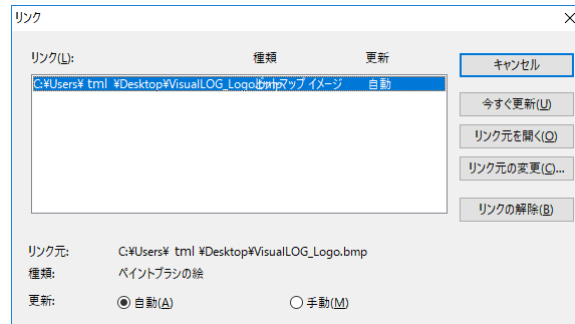 リンク
リンク(L): 種類 更新
C:¥Users¥ tml ¥Desktop¥VisualLOG_Logo.bmp ビットマップ イメージ 自動
キャンセル
今すぐ更新(U)
リンク元を開く(O)
リンク元の変更(C)...
リンクの解除(B)
リンク元: C:¥Users¥ tml ¥Desktop¥VisualLOG_Logo.bmp
種類: ペイントブラシの絵
更新: 自動(A) 手動(M)